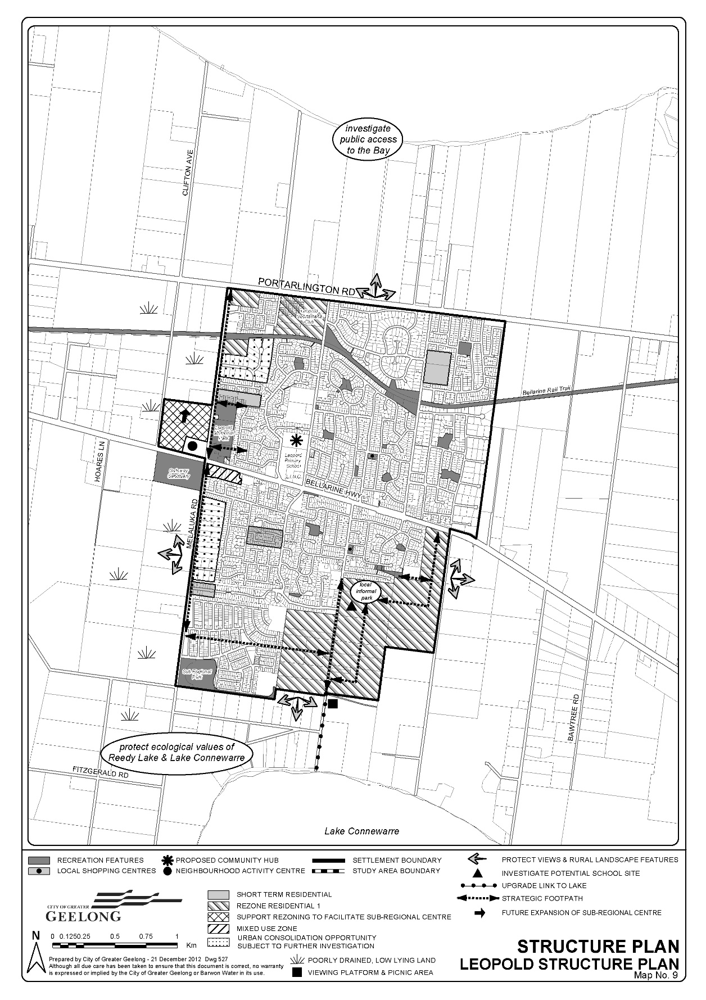 investigate
public access
to the Bay
CLIFTON AVE
PORTARLINGTON RD
Leopold
Sportsmans
Club
Bellarine Rail Trail
Leopold
Memorial
Park
HOARES LN
Gateway
Sanctuary
Leopold
Primary
School
L.I.N.C.
BELLARINE HWY
MELALUKA RD
local
informal
park
Sub Regional
Park
BAWTREE RD
protect ecological values of
Reedy Lake & Lake Connewarre
FITZGERALD RD
Lake Connewarre
RECREATION FEATURES
LOCAL SHOPPING CENTRES
PROPOSED COMMUNITY HUB
NEIGHBOURHOOD ACTIVITY CENTRE
SETTLEMENT BOUNDARY
STUDY AREA BOUNDARY
PROTECT VIEWS & RURAL LANDSCAPE FEATURES
INVESTIGATE POTENTIAL SCHOOL SITE
UPGRADE LINK TO LAKE
STRATEGIC FOOTPATH
FUTURE EXPANSION OF SUB-REGIONAL CENTRE
CITY OF GREATER
GEELONG
SHORT TERM RESIDENTIAL
REZONE RESIDENTIAL 1
SUPPORT REZONING TO FACILITATE SUB-REGIONAL CENTRE
MIXED USE ZONE
URBAN CONSOLIDATION OPPORTUNITY
SUBJECT TO FURTHER INVESTIGATION
N
0 0.125 0.25 0.5 0.75 1
Km
Prepared by City of Greater Geelong - 21 December 2012 Dwg 527
Although all due care has been taken to ensure that this document is correct, no warranty
is expressed or implied by the City of Greater Geelong or Barwon Water in its use.
POORLY DRAINED, LOW LYING LAND
VIEWING PLATFORM & PICNIC AREA
STRUCTURE PLAN
LEOPOLD STRUCTURE PLAN
Map No. 9